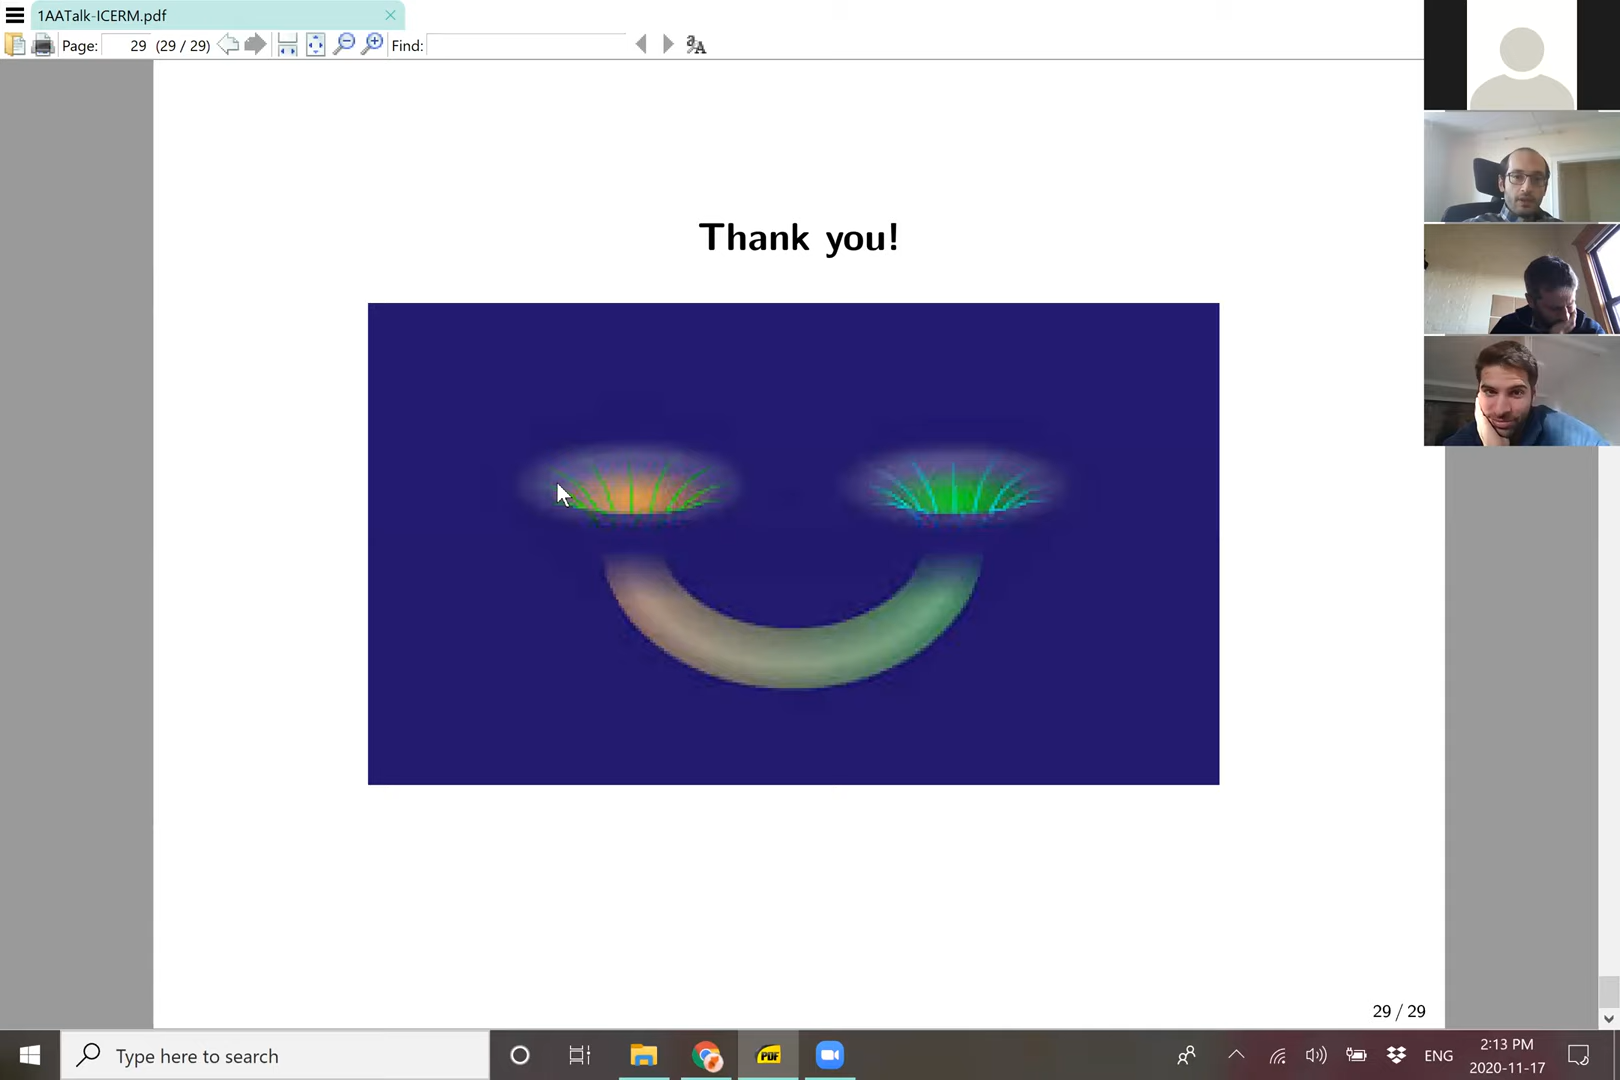 1AATalk-ICERM.pdf
Page: 29 (29 / 29) Find:
Thank you!
29 / 29
Type here to search
PDF
ENG
2:13 PM
2020-11-17